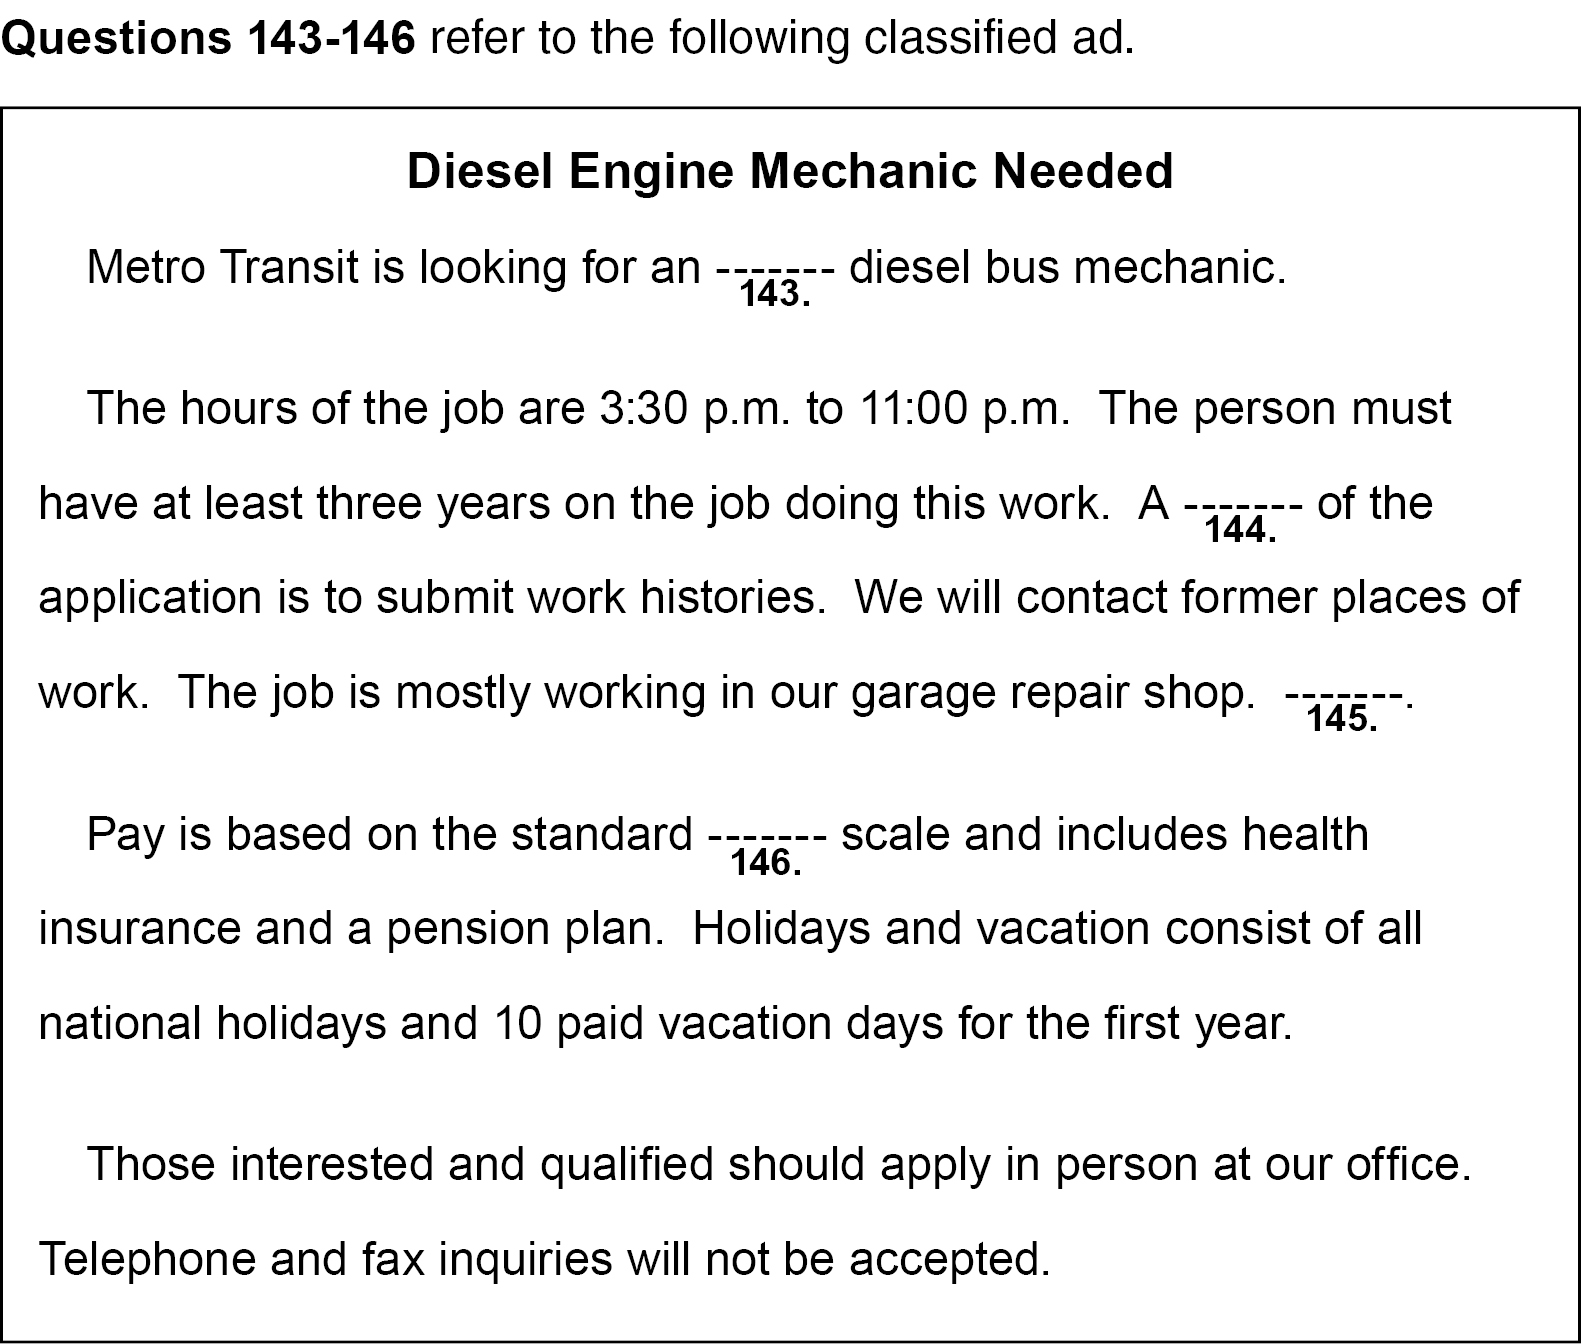 Questions 143-146 refer to the following classified ad.
Diesel Engine Mechanic Needed
Metro Transit is looking for an ------- diesel bus mechanic.
143.
The hours of the job are 3:30 p.m. to 11:00 p.m. The person must
have at least three years on the job doing this work. A ------- of the
144.
application is to submit work histories. We will contact former places of
work. The job is mostly working in our garage repair shop. -------.
145.
Pay is based on the standard ------- scale and includes health
146.
insurance and a pension plan. Holidays and vacation consist of all
national holidays and 10 paid vacation days for the first year.
Those interested and qualified should apply in person at our office.
Telephone and fax inquiries will not be accepted.